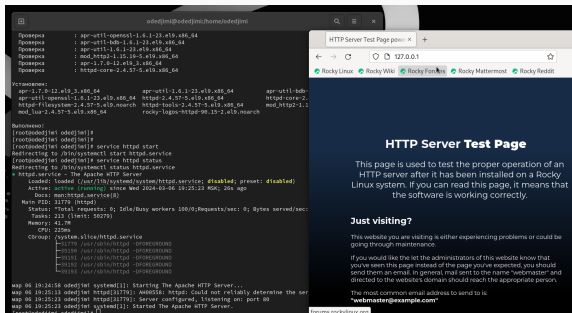 odedjimi@odedjimi:/home/odedjimi
Проверка : apr-util-openssl-1.6.1-23.el9.x86_64
Проверка : apr-util-bdb-1.6.1-23.el9.x86_64
Проверка : apr-util-1.6.1-23.el9.x86_64
Проверка : mod_http2-1.15.19-5.el9.x86_64
Проверка : apr-1.7.0-12.el9_3.x86_64
Проверка : httpd-core-2.4.57-5.el9.x86_64
Установлен:
apr-1.7.0-12.el9_3.x86_64 apr-util-1.6.1-23.el9.x86_64 apr-util-bdb-
apr-util-openssl-1.6.1-23.el9.x86_64 httpd-2.4.57-5.el9.x86_64 httpd-core-2.
httpd-filesystem-2.4.57-5.el9.noarch httpd-tools-2.4.57-5.el9.x86_64 mod_http2-1.1
mod_lua-2.4.57-5.el9.x86_64 rocky-logos-httpd-90.15-2.el9.noarch
Выполнено!
[root@odedjimi odedjimi]#
[root@odedjimi odedjimi]#
[root@odedjimi odedjimi]# service httpd start
Redirecting to /bin/systemctl start httpd.service
[root@odedjimi odedjimi]# service httpd status
Redirecting to /bin/systemctl status httpd.service
● httpd.service - The Apache HTTP Server
Loaded: loaded (/usr/lib/systemd/system/httpd.service; disabled; preset: disabled)
Active: active (running) since Wed 2024-03-06 19:25:23 MSK; 26s ago
Docs: man:httpd.service(8)
Main PID: 31779 (httpd)
Status: "Total requests: 0; Idle/Busy workers 100/0;Requests/sec: 0; Bytes served/sec:
Tasks: 213 (limit: 50279)
Memory: 41.7M
CPU: 225ms
CGroup: /system.slice/httpd.service
├─31779 /usr/sbin/httpd -DFOREGROUND
/usr/sbin/httpd -DFOREGROUND
/usr/sbin/httpd -DFOREGROUND
/usr/sbin/httpd -DFOREGROUND
/usr/sbin/httpd -DFOREGROUND
мар 06 19:24:58 odedjimi systemd[1]: Starting The Apache HTTP Server...
мар 06 19:25:13 odedjimi httpd[31779]: AH00558: httpd: Could not reliably determine the ser
мар 06 19:25:23 odedjimi httpd[31779]: Server configured, listening on: port 80
мар 06 19:25:23 odedjimi systemd[1]: Started The Apache HTTP Server.
HTTP Server Test Page power
127.0.0.1
Rocky Linux Rocky Wiki Rocky Forums Rocky Mattermost Rocky Reddit
HTTP Server Test Page
This page is used to test the proper operation of an
HTTP server after it has been installed on a Rocky
Linux system. If you can read this page, it means that
the software is working correctly.
Just visiting?
This website you are visiting is either experiencing problems or could be
going through maintenance.
If you would like the let the administrators of this website know that
you've seen this page instead of the page you've expected, you should
send them an email. In general, mail sent to the name "webmaster" and
directed to the website's domain should reach the appropriate person.
The most common email address to send to is:
"webmaster@example.com"
forums.rockylinux.org